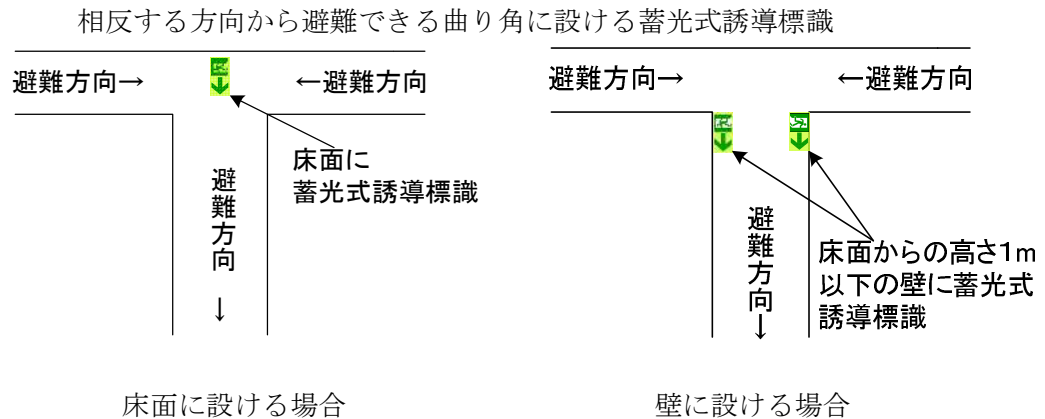 相反する方向から避難できる曲り角に設ける蓄光式誘導標識
避難方向→
←避難方向
床面に
蓄光式誘導標識
避難方向
↓
床面に設ける場合
避難方向→
←避難方向
避難方向↓
床面からの高さ1m
以下の壁に蓄光式
誘導標識
壁に設ける場合